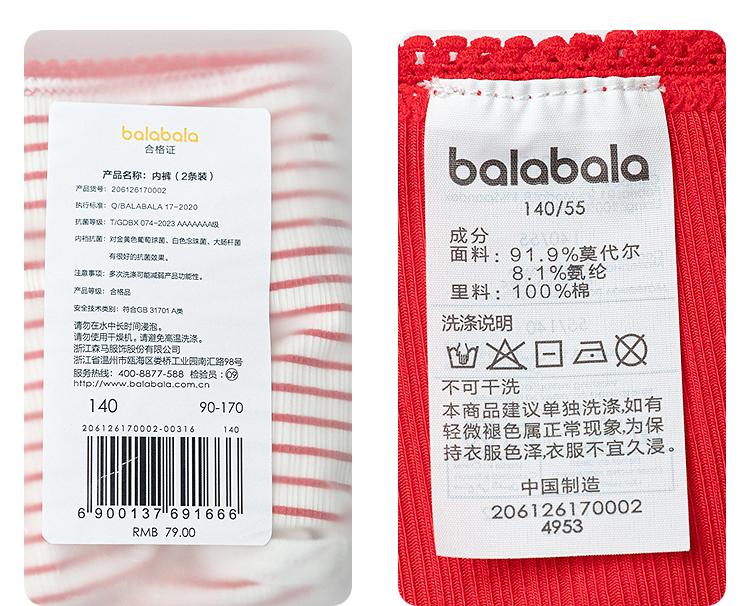 balabala
合格证
产品名称：内裤（2条装）
产品货号：206126170002
执行标准：Q/BALABALA 17-2020
抗菌等级：T/GDBX 074-2023 AAAAAAA级
内裆抗菌：对金黄色葡萄球菌、白色念珠菌、大肠杆菌
有很好的抗菌效果。
注意事项：多次洗涤可能减弱产品功能性。
产品等级：合格品
安全技术类别：符合GB 31701 A类
请勿在水中长时间浸泡。
请勿使用干燥机。请避免高温洗涤。
浙江森马服饰股份有限公司
浙江省温州市瓯海区娄桥工业园南汇路98号
服务热线：400-8877-588 检验员：09
http://www.balabala.com.cn
140 90-170
206126170002-00316 140
6900137691666
RMB 79.00
balabala
140/55
成分
面料：91.9%莫代尔
8.1%氨纶
里料：100%棉
洗涤说明
不可干洗
本商品建议单独洗涤,如有
轻微褪色属正常现象,为保
持衣服色泽,衣服不宜久浸。
中国制造
206126170002
4953